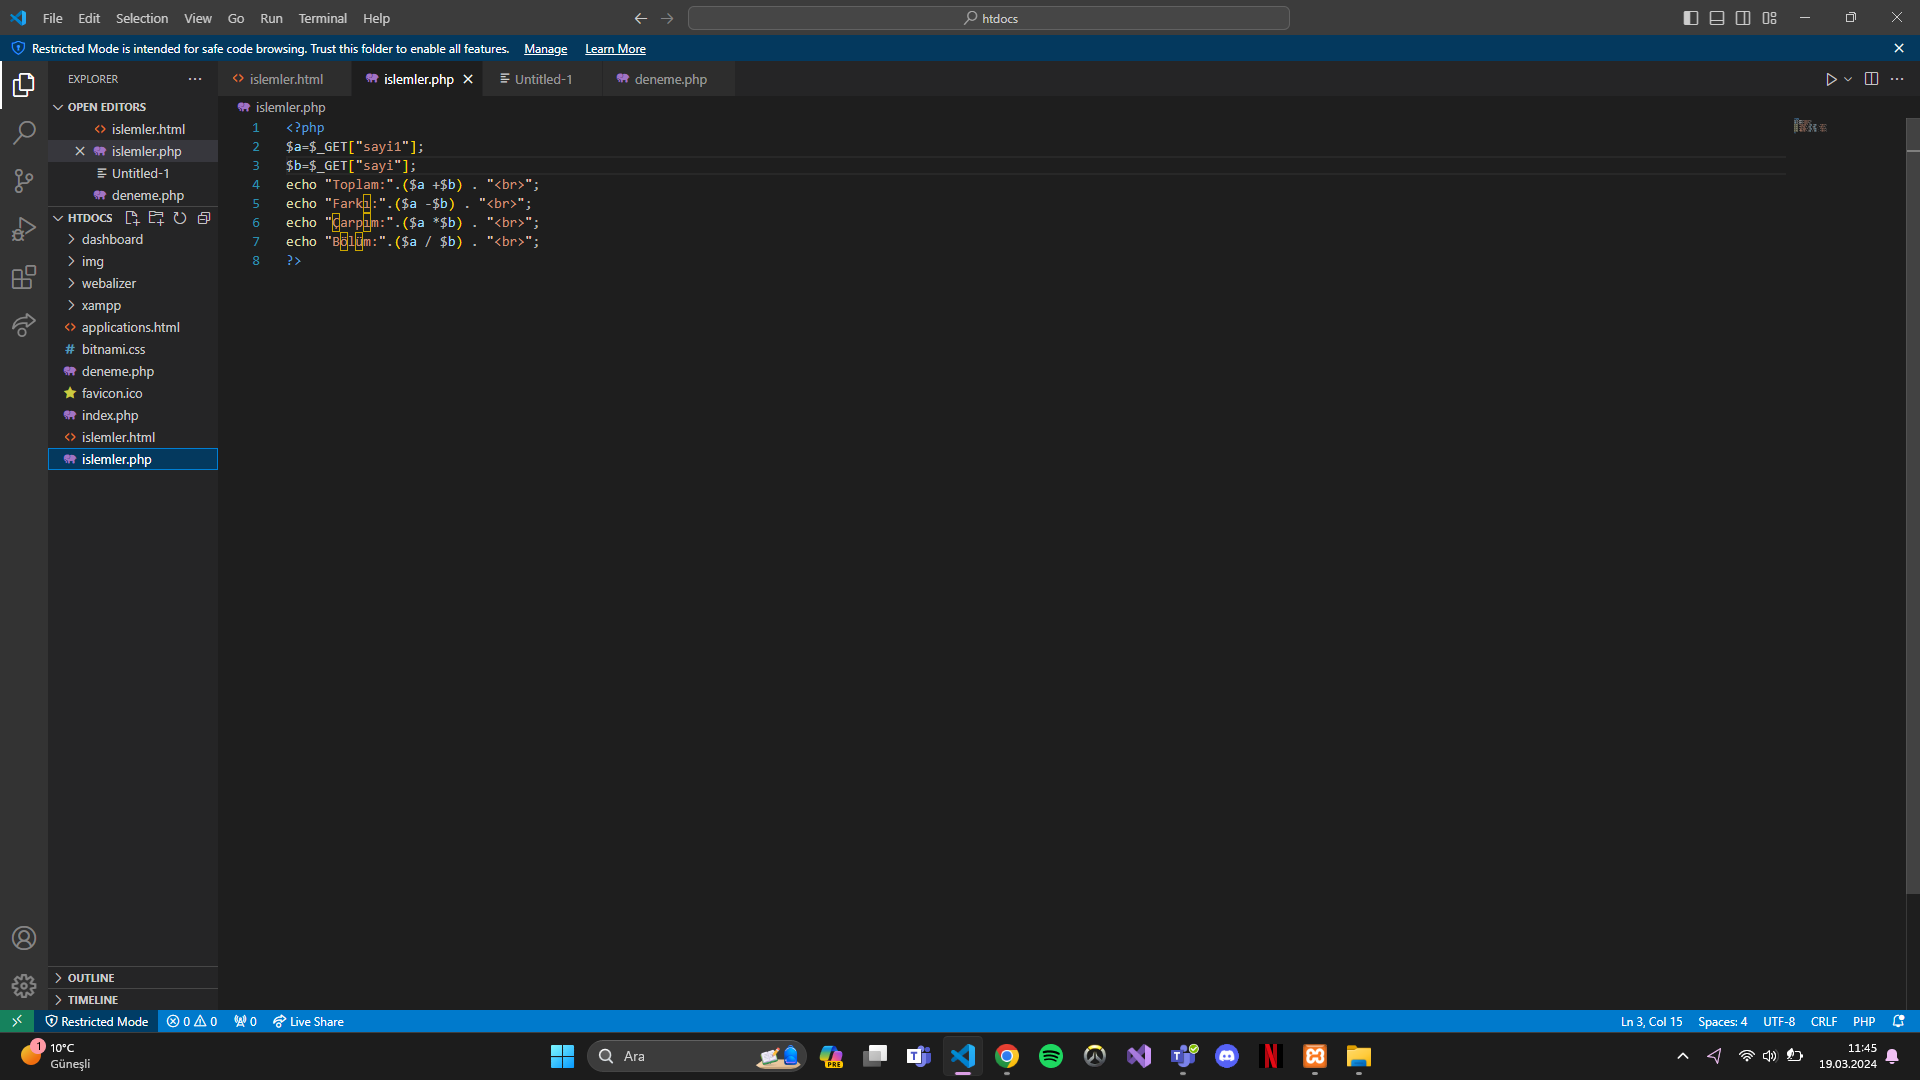 File Edit Selection View Go Run Terminal Help
htdocs
Restricted Mode is intended for safe code browsing. Trust this folder to enable all features. Manage Learn More
EXPLORER
OPEN EDITORS
islemler.html
islemler.php
Untitled-1
deneme.php
HTDOCS
dashboard
img
webalizer
xampp
applications.html
bitnami.css
deneme.php
favicon.ico
index.php
islemler.html
islemler.php
OUTLINE
TIMELINE
islemler.html islemler.php Untitled-1 deneme.php
islemler.php
1 <?php
2 $a=$_GET["sayi1"];
3 $b=$_GET["sayi"];
4 echo "Toplam:".($a +$b) . "<br>";
5 echo "Farkı:".($a -$b) . "<br>";
6 echo "Çarpım:".($a *$b) . "<br>";
7 echo "Bölüm:".($a / $b) . "<br>";
8 ?>
Restricted Mode 0 0 0 Live Share
Ln 3, Col 15 Spaces: 4 UTF-8 CRLF PHP
1
10°C
Güneşli
Ara
PRE
11:45
19.03.2024